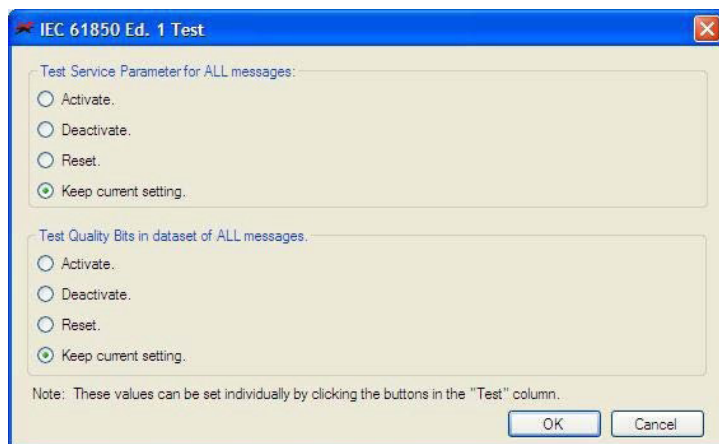 IEC 61850 Ed. 1 Test
Test Service Parameter for ALL messages:
Activate.
Deactivate.
Reset.
Keep current setting.
Test Quality Bits in dataset of ALL messages.
Activate.
Deactivate.
Reset.
Keep current setting.
Note: These values can be set individually by clicking the buttons in the "Test" column.
OK Cancel